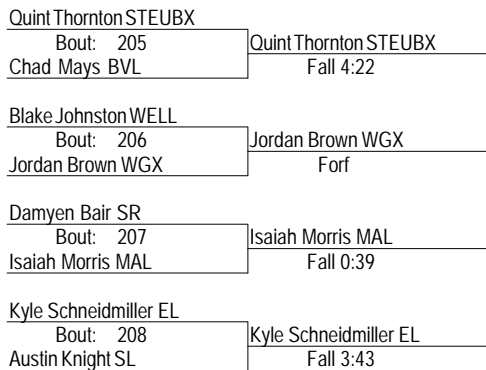 Quint Thornton STEUBX
Bout: 205
Quint Thornton STEUBX
Chad Mays BVL
Fall 4:22
Blake Johnston WELL
Bout: 206
Jordan Brown WGX
Jordan Brown WGX
Forf
Damyen Bair SR
Bout: 207
Isaiah Morris MAL
Isaiah Morris MAL
Fall 0:39
Kyle Schneidmiller EL
Bout: 208
Kyle Schneidmiller EL
Austin Knight SL
Fall 3:43